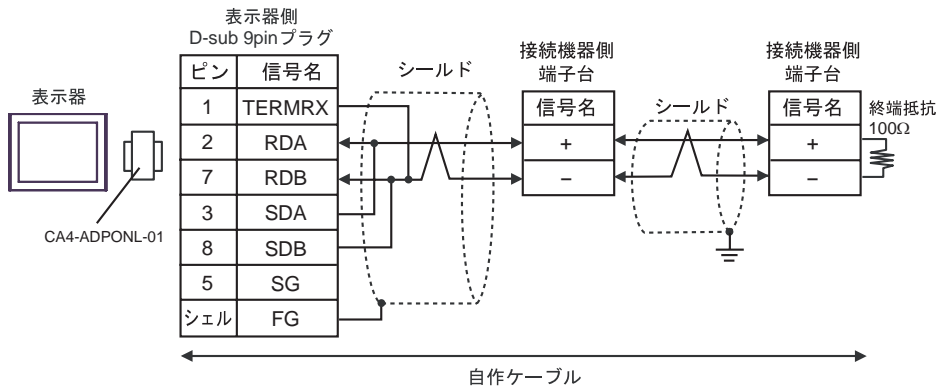 表示器側
D-sub 9pinプラグ
ピン 信号名
1 TERMRX
2 RDA
7 RDB
3 SDA
8 SDB
5 SG
シェル FG
表示器
CA4-ADPONL-01
シールド
接続機器側
端子台
信号名
+
−
シールド
接続機器側
端子台
信号名
+
−
終端抵抗
100Ω
自作ケーブル